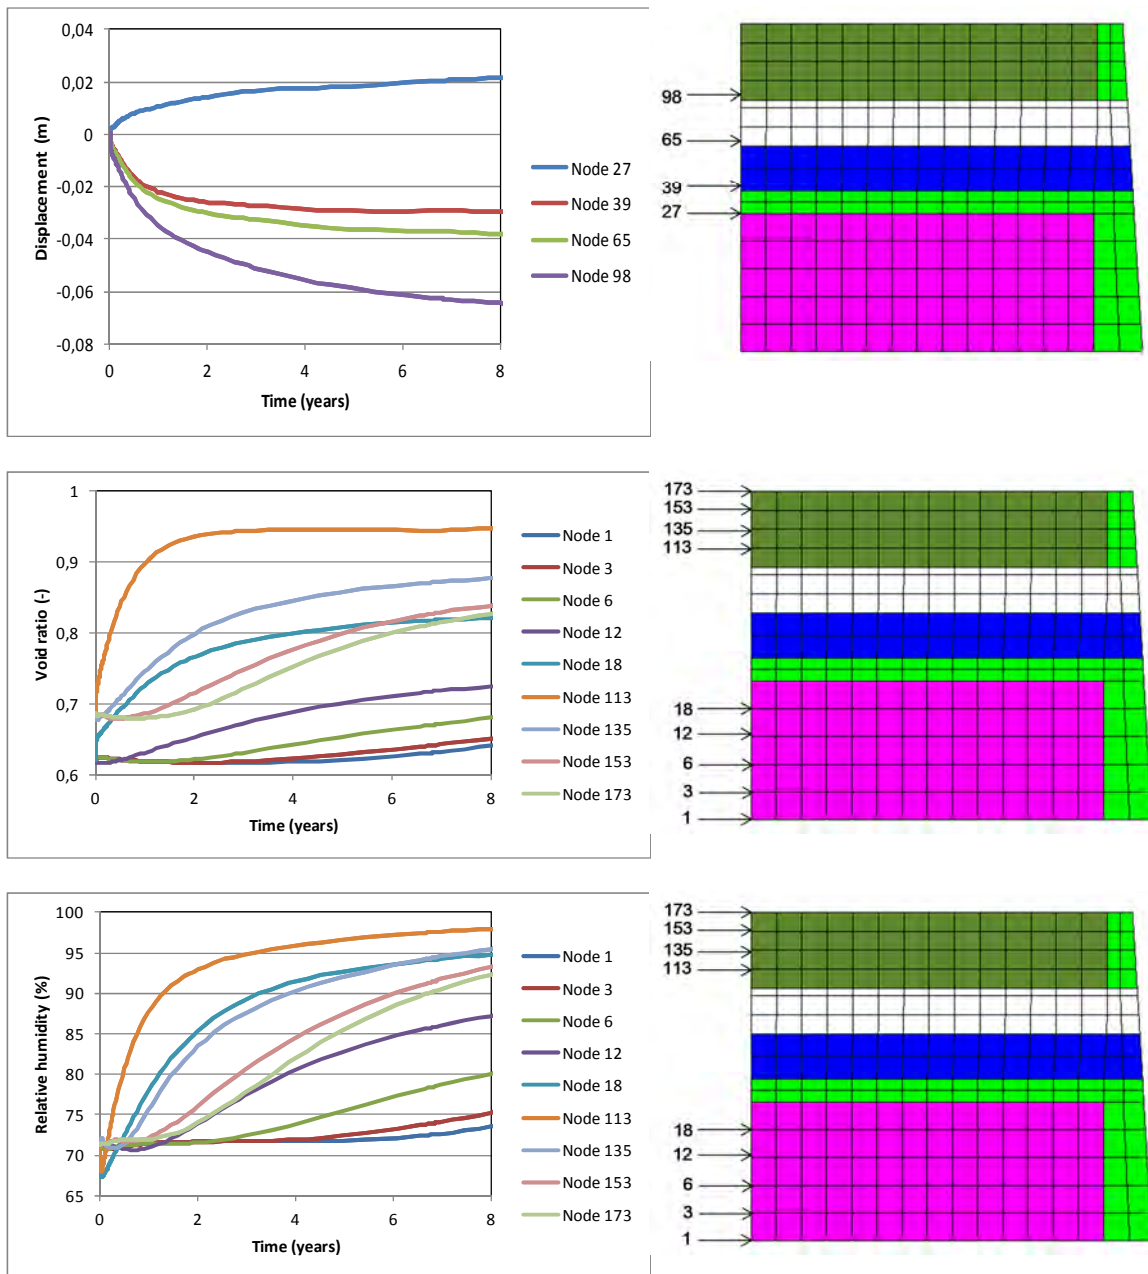 0,04
0,02
0
-0,02
-0,04
-0,06
-0,08
Displacement (m)
0 2 4 6 8
Time (years)
Node 27
Node 39
Node 65
Node 98
98
65
39
27
1
0,9
0,8
0,7
0,6
Void ratio (-)
0 2 4 6 8
Time (years)
Node 1
Node 3
Node 6
Node 12
Node 18
Node 113
Node 135
Node 153
Node 173
173
153
135
113
18
12
6
3
1
100
95
90
85
80
75
70
65
Relative humidity (%)
0 2 4 6 8
Time (years)
Node 1
Node 3
Node 6
Node 12
Node 18
Node 113
Node 135
Node 153
Node 173
173
153
135
113
18
12
6
3
1